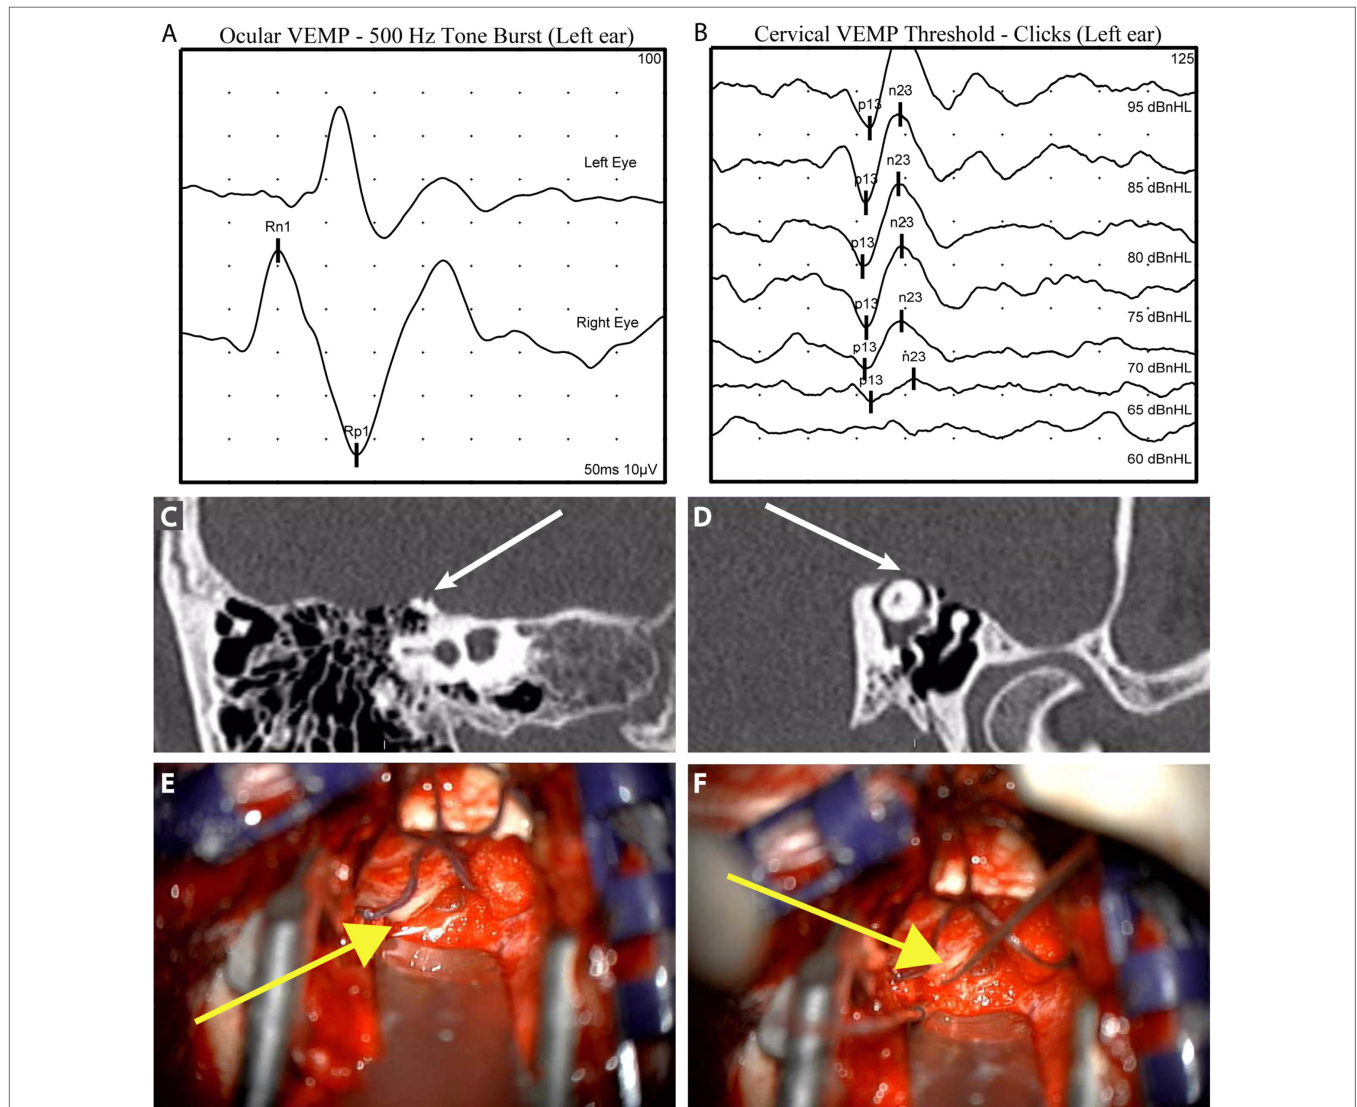 A
Ocular VEMP - 500 Hz Tone Burst (Left ear)
100
Left Eye
Rn1
Right Eye
Rp1
50ms 10µV
B
Cervical VEMP Threshold - Clicks (Left ear)
125
p13
n23
95 dBnHL
p13
n23
85 dBnHL
p13
n23
80 dBnHL
p13
n23
75 dBnHL
p13
n23
70 dBnHL
p13
n23
65 dBnHL
60 dBnHL
C
D
E
F